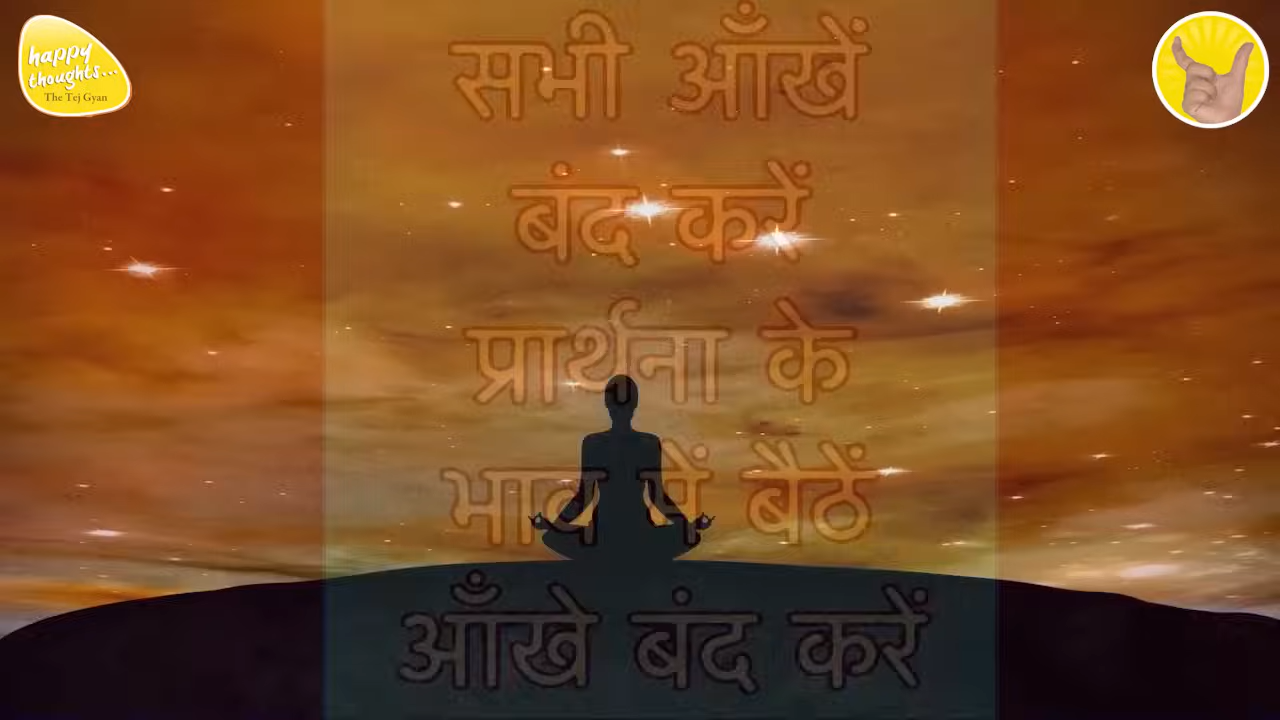 happy
thoughts...
The Tej Gyan
सभी आँखें
बंद करें
प्रार्थना के
भाव में बैठें
आँखे बंद करें